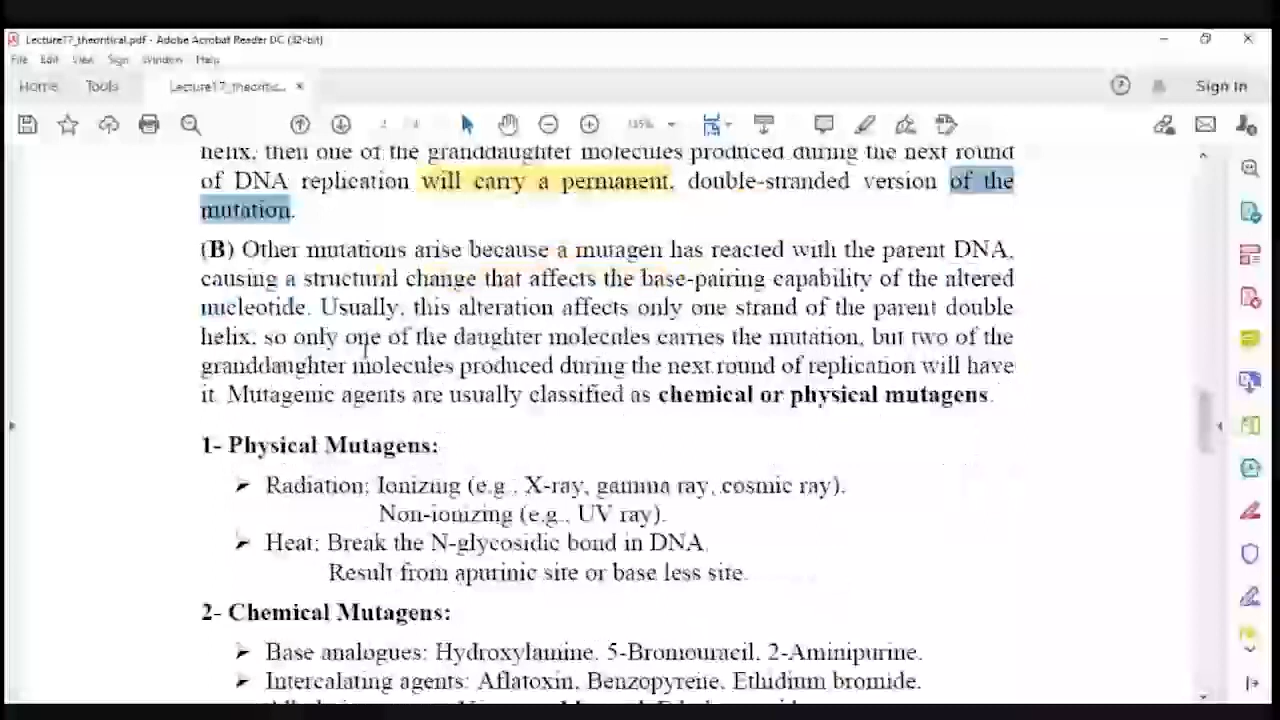 Lecture17_theoritical.pdf - Adobe Acrobat Reader DC (32-bit)
File Edit View Sign Window Help
Home Tools Lecture17_theoritic... ×
Sign In
135%
helix, then one of the granddaughter molecules produced during the next round
of DNA replication will carry a permanent, double-stranded version of the
mutation.
(B) Other mutations arise because a mutagen has reacted with the parent DNA,
causing a structural change that affects the base-pairing capability of the altered
nucleotide. Usually, this alteration affects only one strand of the parent double
helix, so only one of the daughter molecules carries the mutation, but two of the
granddaughter molecules produced during the next round of replication will have
it. Mutagenic agents are usually classified as chemical or physical mutagens.
1- Physical Mutagens:
➢ Radiation: Ionizing (e.g., X-ray, gamma ray, cosmic ray).
Non-ionizing (e.g., UV ray).
➢ Heat: Break the N-glycosidic bond in DNA.
Result from apurinic site or base less site.
2- Chemical Mutagens:
➢ Base analogues: Hydroxylamine, 5-Bromouracil, 2-Aminipurine.
➢ Intercalating agents: Aflatoxin, Benzopyrene, Ethidium bromide.